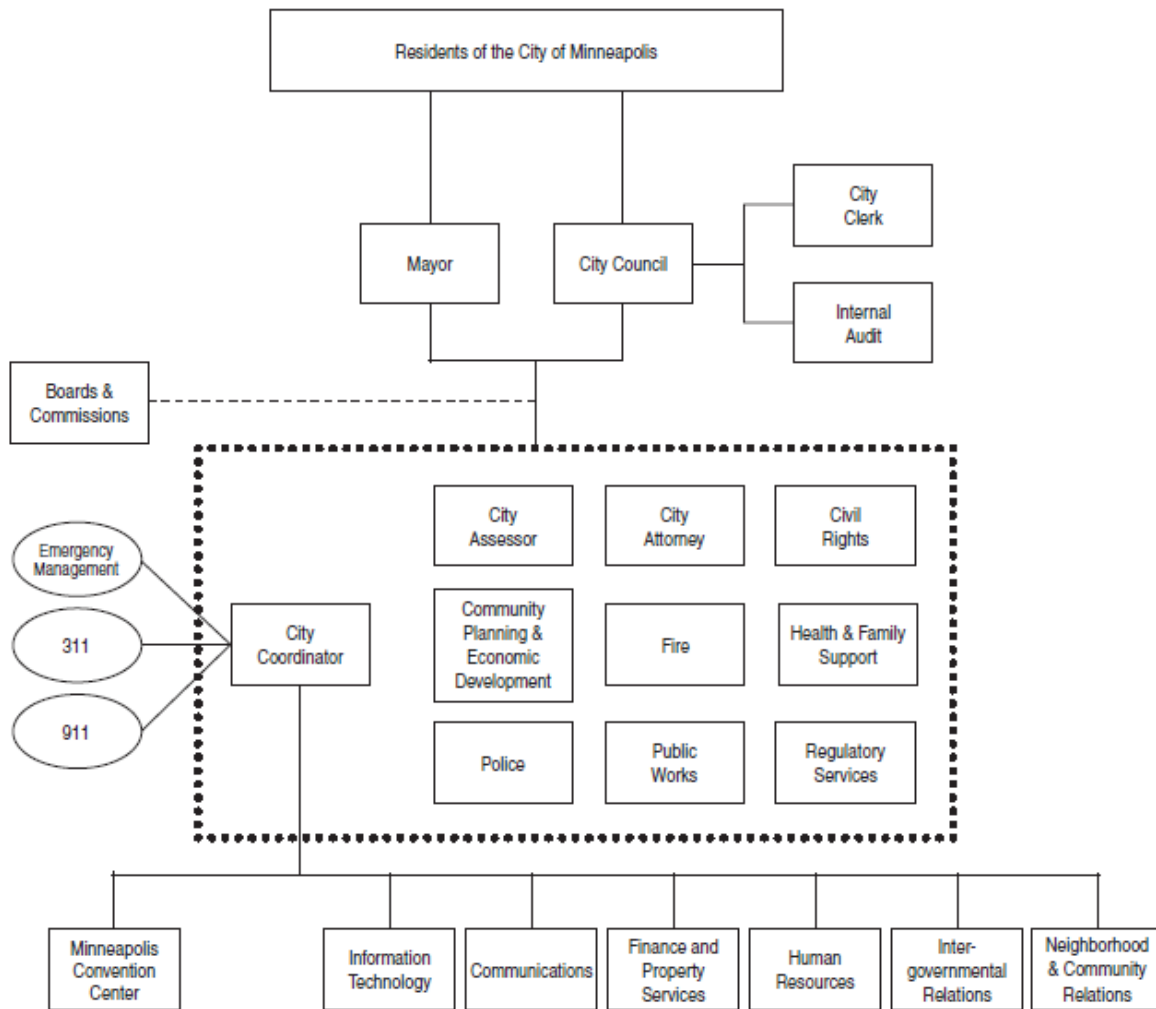 Residents of the City of Minneapolis
City
Clerk
Mayor
City Council
Internal
Audit
Boards &
Commissions
City
Assessor
City
Attorney
Civil
Rights
Emergency
Management
311
911
City
Coordinator
Community
Planning &
Economic
Development
Fire
Health & Family
Support
Police
Public
Works
Regulatory
Services
Minneapolis
Convention
Center
Information
Technology
Communications
Finance and
Property
Services
Human
Resources
Inter-
governmental
Relations
Neighborhood
& Community
Relations